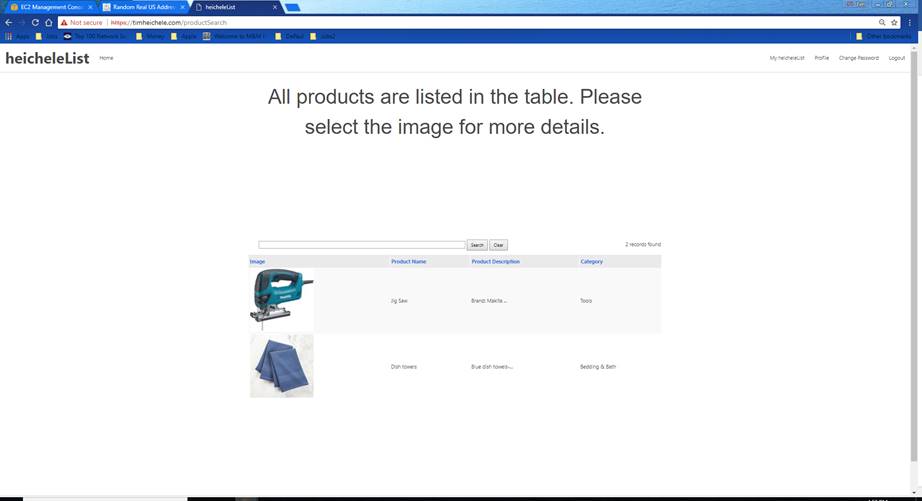 EC2 Management Conso
Random Real US Addre
heicheleList
Not secure https://timheichele.com/productSearch
Apps Jobs Top 100 Network Se Money Apple Welcome to M&M I DePaul Jobs2 Other bookmarks
heicheleList Home My heicheleList Profile Change Password Logout
All products are listed in the table. Please
select the image for more details.
Search Clear 2 records found
Image Product Name Product Description Category
Jig Saw Brand: Makita ... Tools
Dish towels Blue dish towels-... Bedding & Bath